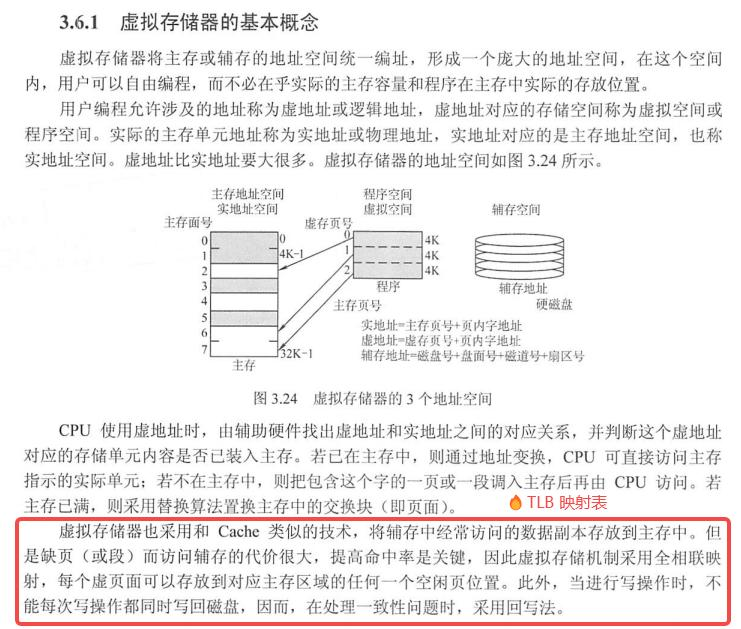 3.6.1 虚拟存储器的基本概念
虚拟存储器将主存或辅存的地址空间统一编址，形成一个庞大的地址空间，在这个空间
内，用户可以自由编程，而不必在乎实际的主存容量和程序在主存中实际的存放位置。
用户编程允许涉及的地址称为虚地址或逻辑地址，虚地址对应的存储空间称为虚拟空间或
程序空间。实际的主存单元地址称为实地址或物理地址，实地址对应的是主存地址空间，也称
实地址空间。虚地址比实地址要大很多。虚拟存储器的地址空间如图 3.24 所示。
主存地址空间
实地址空间
主存面号
0
1
2
3
4
5
6
7
0
4K-1
32K-1
主存
程序空间
虚拟空间
虚存页号
0
1
2
4K
4K
4K
程序
主存页号
辅存空间
辅存地址
硬磁盘
实地址=主存页号+页内字地址
虚地址=虚存页号+页内字地址
辅存地址=磁盘号+盘面号+磁道号+扇区号
图 3.24 虚拟存储器的 3 个地址空间
CPU 使用虚地址时，由辅助硬件找出虚地址和实地址之间的对应关系，并判断这个虚地址
对应的存储单元内容是否已装入主存。若已在主存中，则通过地址变换，CPU 可直接访问主存
指示的实际单元；若不在主存中，则把包含这个字的一页或一段调入主存后再由 CPU 访问。若
主存已满，则采用替换算法置换主存中的交换块（即页面）。
🔥TLB 映射表
虚拟存储器也采用和 Cache 类似的技术，将辅存中经常访问的数据副本存放到主存中。但
是缺页（或段）而访问辅存的代价很大，提高命中率是关键，因此虚拟存储机制采用全相联映
射，每个虚页面可以存放到对应主存区域的任何一个空闲页位置。此外，当进行写操作时，不
能每次写操作都同时写回磁盘，因而，在处理一致性问题时，采用回写法。